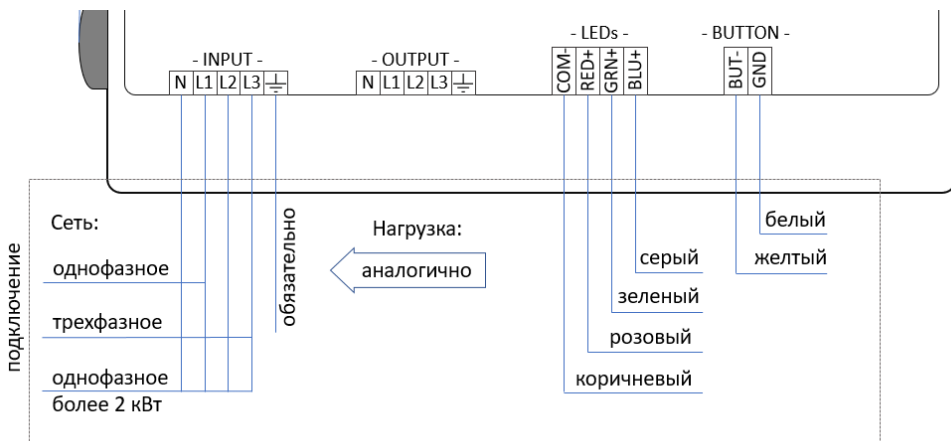 - INPUT -
N L1 L2 L3
- OUTPUT -
N L1 L2 L3
- LEDs -
COM-
RED+
GRN+
BLU+
- BUTTON -
BUT-
GND
подключение
Сеть:
однофазное
трехфазное
однофазное
более 2 кВт
обязательно
Нагрузка:
аналогично
серый
зеленый
розовый
коричневый
белый
желтый